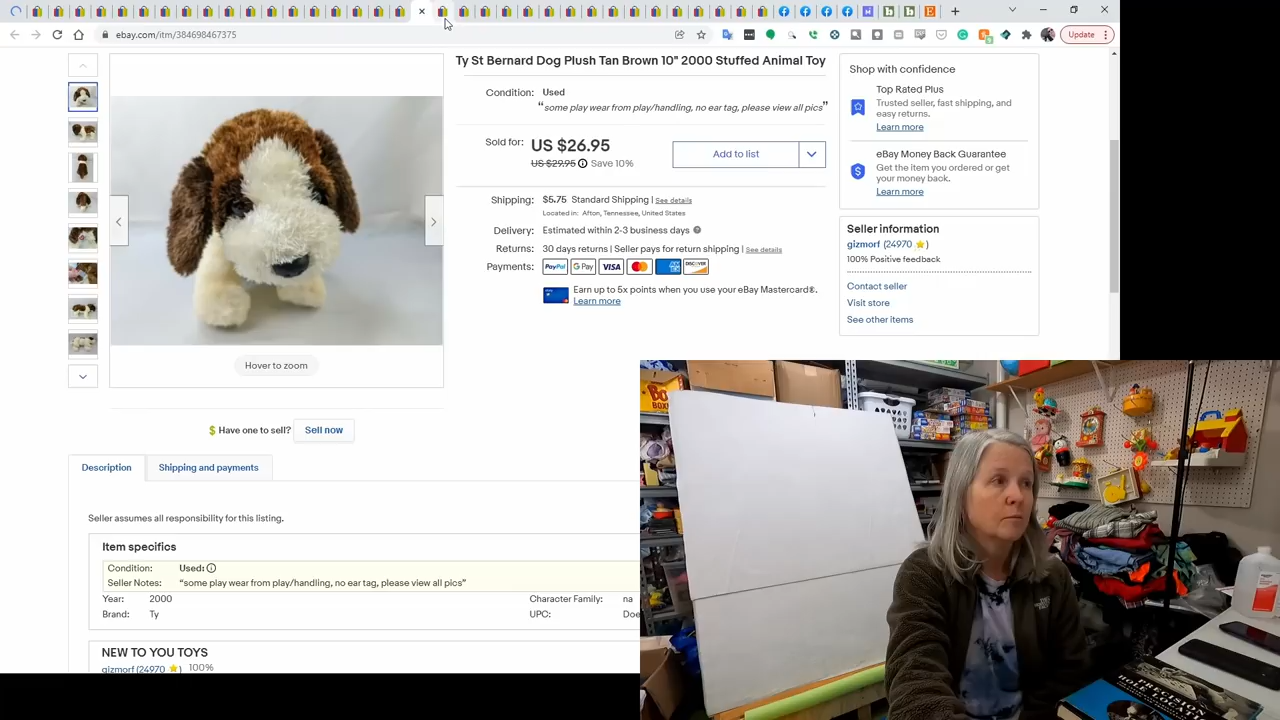 ebay.com/itm/384698467375
Update
Ty St Bernard Dog Plush Tan Brown 10" 2000 Stuffed Animal Toy
Condition: Used
“some play wear from play/handling, no ear tag, please view all pics”
Sold for: US $26.95
US $29.95 Save 10%
Add to list
Shipping: $5.75 Standard Shipping | See details
Located in: Afton, Tennessee, United States
Delivery: Estimated within 2-3 business days
Returns: 30 days returns | Seller pays for return shipping | See details
Payments: PayPal G Pay VISA DISCOVER
Earn up to 5x points when you use your eBay Mastercard®.
Learn more
Shop with confidence
Top Rated Plus
Trusted seller, fast shipping, and
easy returns.
Learn more
eBay Money Back Guarantee
Get the item you ordered or get
your money back.
Learn more
Seller information
gizmorf (24970 )
100% Positive feedback
Contact seller
Visit store
See other items
Hover to zoom
Have one to sell? Sell now
Description
Shipping and payments
Seller assumes all responsibility for this listing.
Item specifics
Condition: Used:
Seller Notes: “some play wear from play/handling, no ear tag, please view all pics”
Year: 2000
Character Family: na
Brand: Ty
UPC: Doe
NEW TO YOU TOYS
gizmorf (24970 ) 100%
PRECISION
HOLE